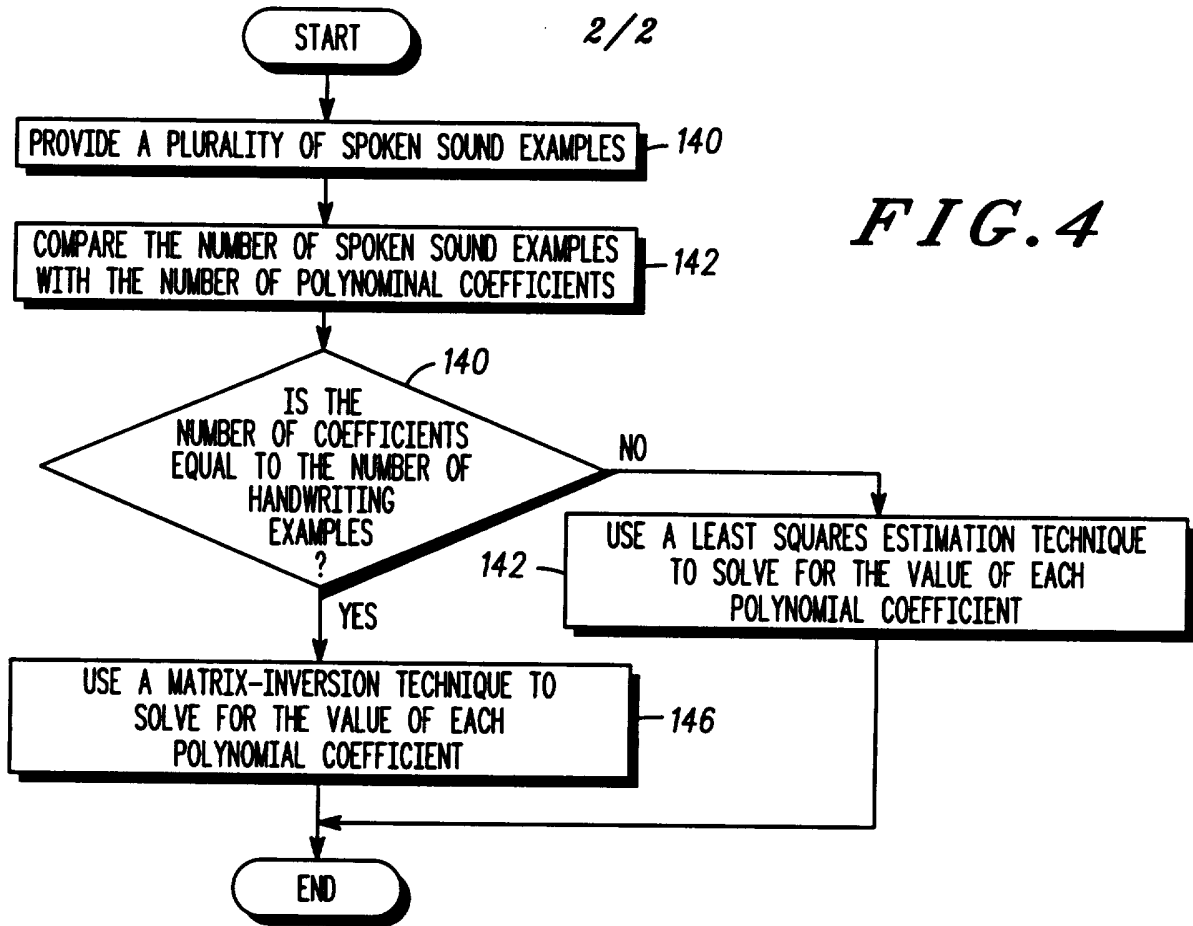 START
2/2
PROVIDE A PLURALITY OF SPOKEN SOUND EXAMPLES
140
FIG.4
COMPARE THE NUMBER OF SPOKEN SOUND EXAMPLES
WITH THE NUMBER OF POLYNOMINAL COEFFICIENTS
142
140
IS THE
NUMBER OF COEFFICIENTS
EQUAL TO THE NUMBER OF
HANDWRITING
EXAMPLES
?
NO
YES
142
USE A LEAST SQUARES ESTIMATION TECHNIQUE
TO SOLVE FOR THE VALUE OF EACH
POLYNOMIAL COEFFICIENT
USE A MATRIX-INVERSION TECHNIQUE TO
SOLVE FOR THE VALUE OF EACH
POLYNOMIAL COEFFICIENT
146
END